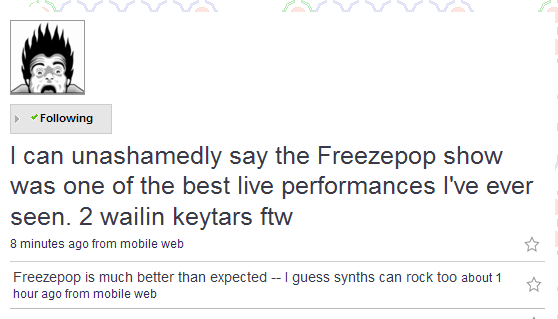 Following
I can unashamedly say the Freezepop show
was one of the best live performances I've ever
seen. 2 wailin keytars ftw
8 minutes ago from mobile web
Freezepop is much better than expected -- I guess synths can rock too about 1
hour ago from mobile web